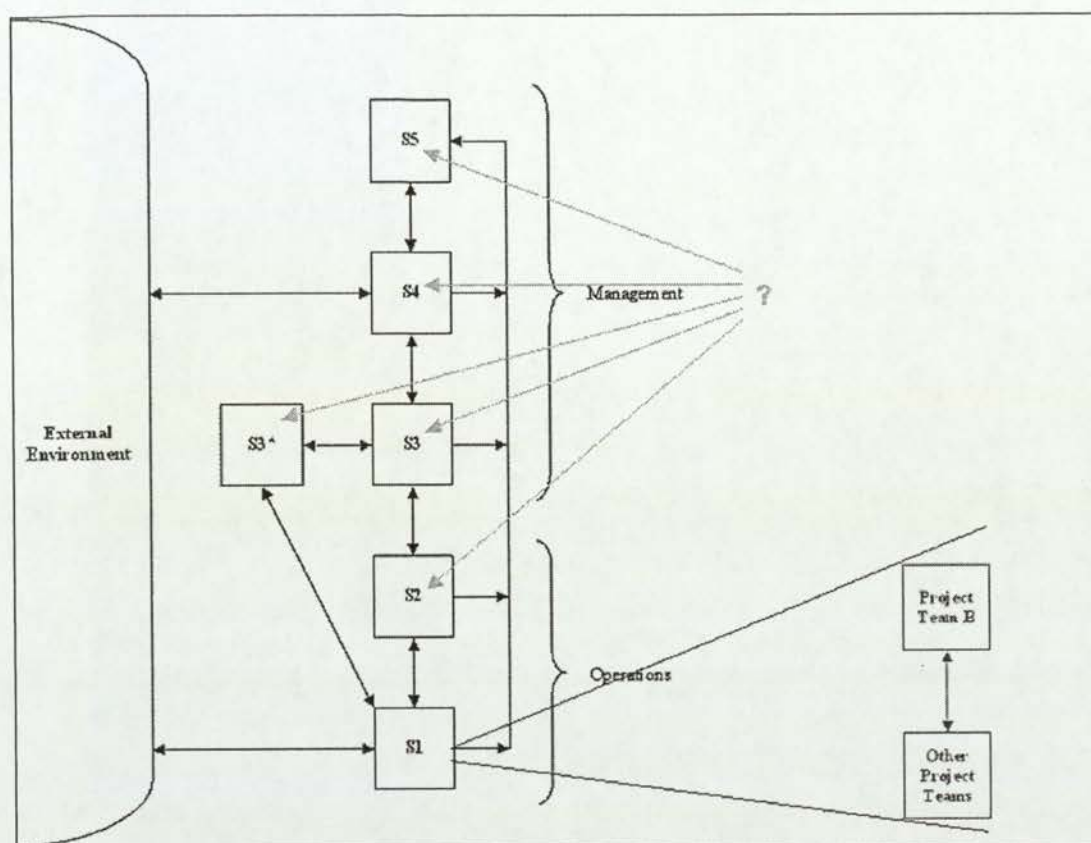 S5
S4
Management
?
External
Environment
S3*
S3
S2
Project
Team B
Operations
S1
Other
Project
Teams